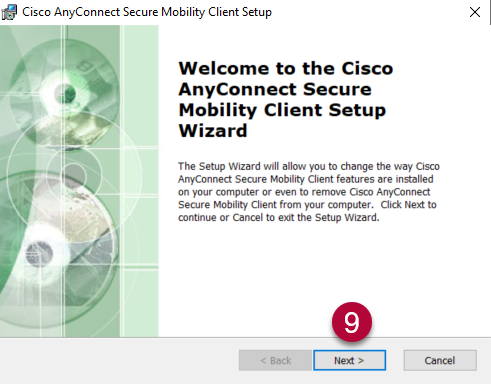 Cisco AnyConnect Secure Mobility Client Setup
Welcome to the Cisco
AnyConnect Secure
Mobility Client Setup
Wizard
The Setup Wizard will allow you to change the way Cisco
AnyConnect Secure Mobility Client features are installed
on your computer or even to remove Cisco AnyConnect
Secure Mobility Client from your computer. Click Next to
continue or Cancel to exit the Setup Wizard.
9
< Back Next > Cancel